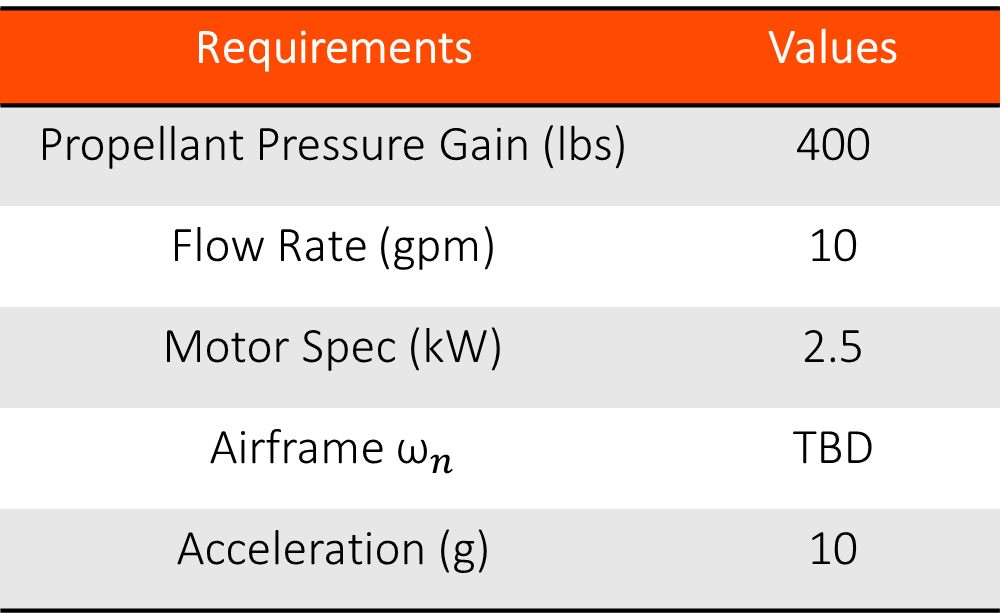 Requirements Values
Propellant Pressure Gain (lbs) 400
Flow Rate (gpm) 10
Motor Spec (kW) 2.5
Airframe ωₙ TBD
Acceleration (g) 10